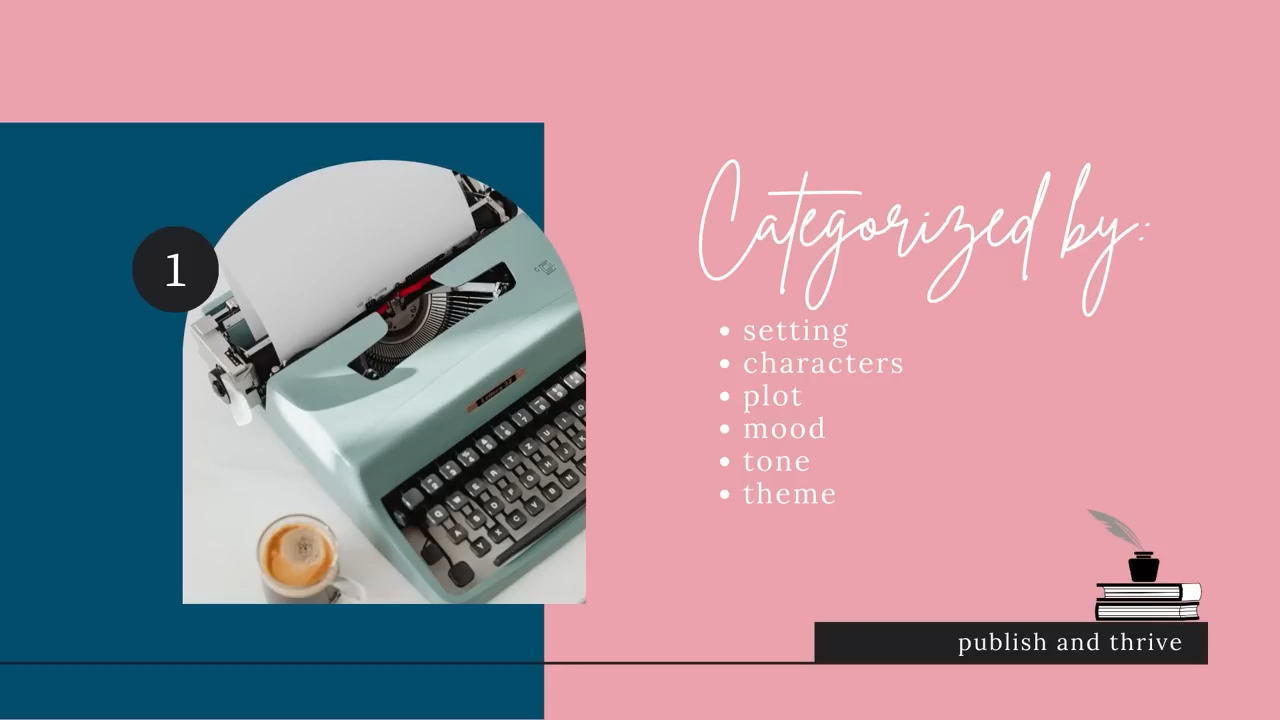 1
Categorized by:
• setting
• characters
• plot
• mood
• tone
• theme
publish and thrive